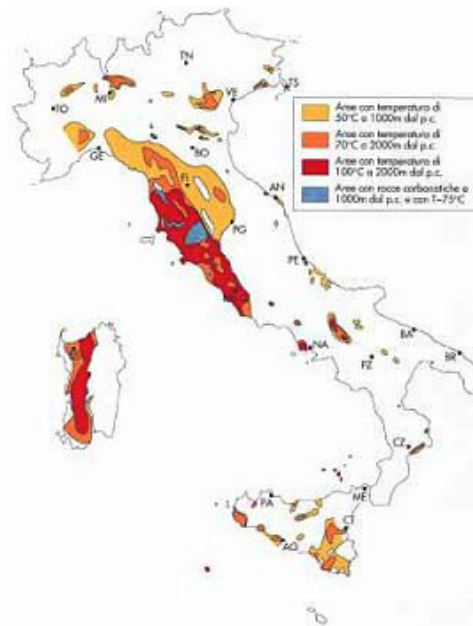 TN
TS
MI
VE
TO
Aree con temperatura di
50°C a 1000m dal p.c.
GE
BO
Aree con temperatura di
70°C a 2000m dal p.c.
FI
Aree con temperatura di
100°C a 2000m dal p.c.
AN
Aree con rocce carbonatiche a
1000m dal p.c. e con T~75°C
PG
PE
BA
NA
BR
PZ
CZ
ME
PA
CT
AG